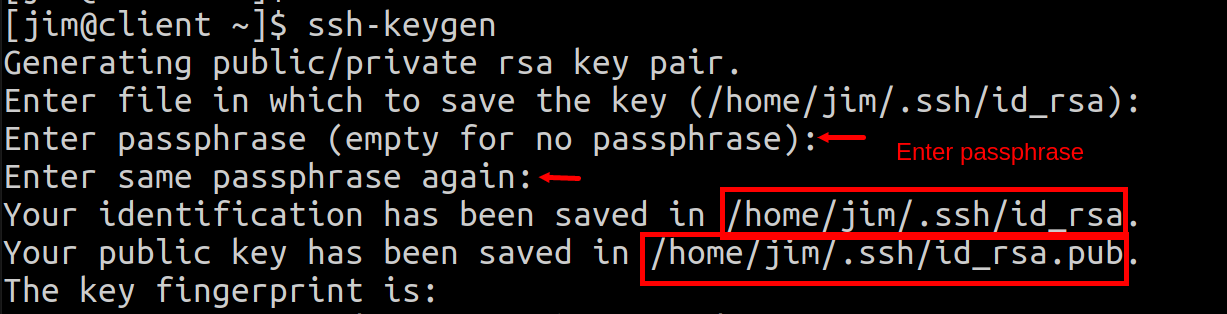 [jim@client ~]$ ssh-keygen
Generating public/private rsa key pair.
Enter file in which to save the key (/home/jim/.ssh/id_rsa):
Enter passphrase (empty for no passphrase):
Enter passphrase
Enter same passphrase again:
Your identification has been saved in /home/jim/.ssh/id_rsa.
Your public key has been saved in /home/jim/.ssh/id_rsa.pub.
The key fingerprint is: